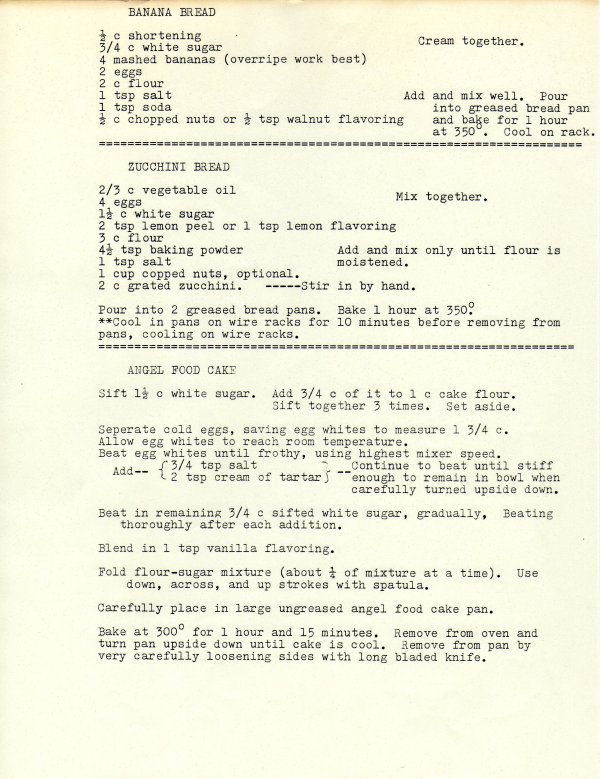 BANANA BREAD
½ c shortening
3/4 c white sugar Cream together.
4 mashed bananas (overripe work best)
2 eggs
2 c flour
1 tsp salt Add and mix well. Pour
1 tsp soda into greased bread pan
½ c chopped nuts or ½ tsp walnut flavoring and bake for 1 hour
at 350°. Cool on rack.
==================================================================
ZUCCHINI BREAD
2/3 c vegetable oil
4 eggs Mix together.
1½ c white sugar
2 tsp lemon peel or 1 tsp lemon flavoring
3 c flour
4½ tsp baking powder Add and mix only until flour is
1 tsp salt moistened.
1 cup copped nuts, optional.
2 c grated zucchini. -----Stir in by hand.
Pour into 2 greased bread pans. Bake 1 hour at 350°.
**Cool in pans on wire racks for 10 minutes before removing from
pans, cooling on wire racks.
=================================================================
ANGEL FOOD CAKE
Sift 1½ c white sugar. Add 3/4 c of it to 1 c cake flour.
Sift together 3 times. Set aside.
Seperate cold eggs, saving egg whites to measure 1 3/4 c.
Allow egg whites to reach room temperature.
Beat egg whites until frothy, using highest mixer speed.
Add-- { 3/4 tsp salt } --Continue to beat until stiff
2 tsp cream of tartar enough to remain in bowl when
carefully turned upside down.
Beat in remaining 3/4 c sifted white sugar, gradually, Beating
thoroughly after each addition.
Blend in 1 tsp vanilla flavoring.
Fold flour-sugar mixture (about ¼ of mixture at a time). Use
down, across, and up strokes with spatula.
Carefully place in large ungreased angel food cake pan.
Bake at 300° for 1 hour and 15 minutes. Remove from oven and
turn pan upside down until cake is cool. Remove from pan by
very carefully loosening sides with long bladed knife.